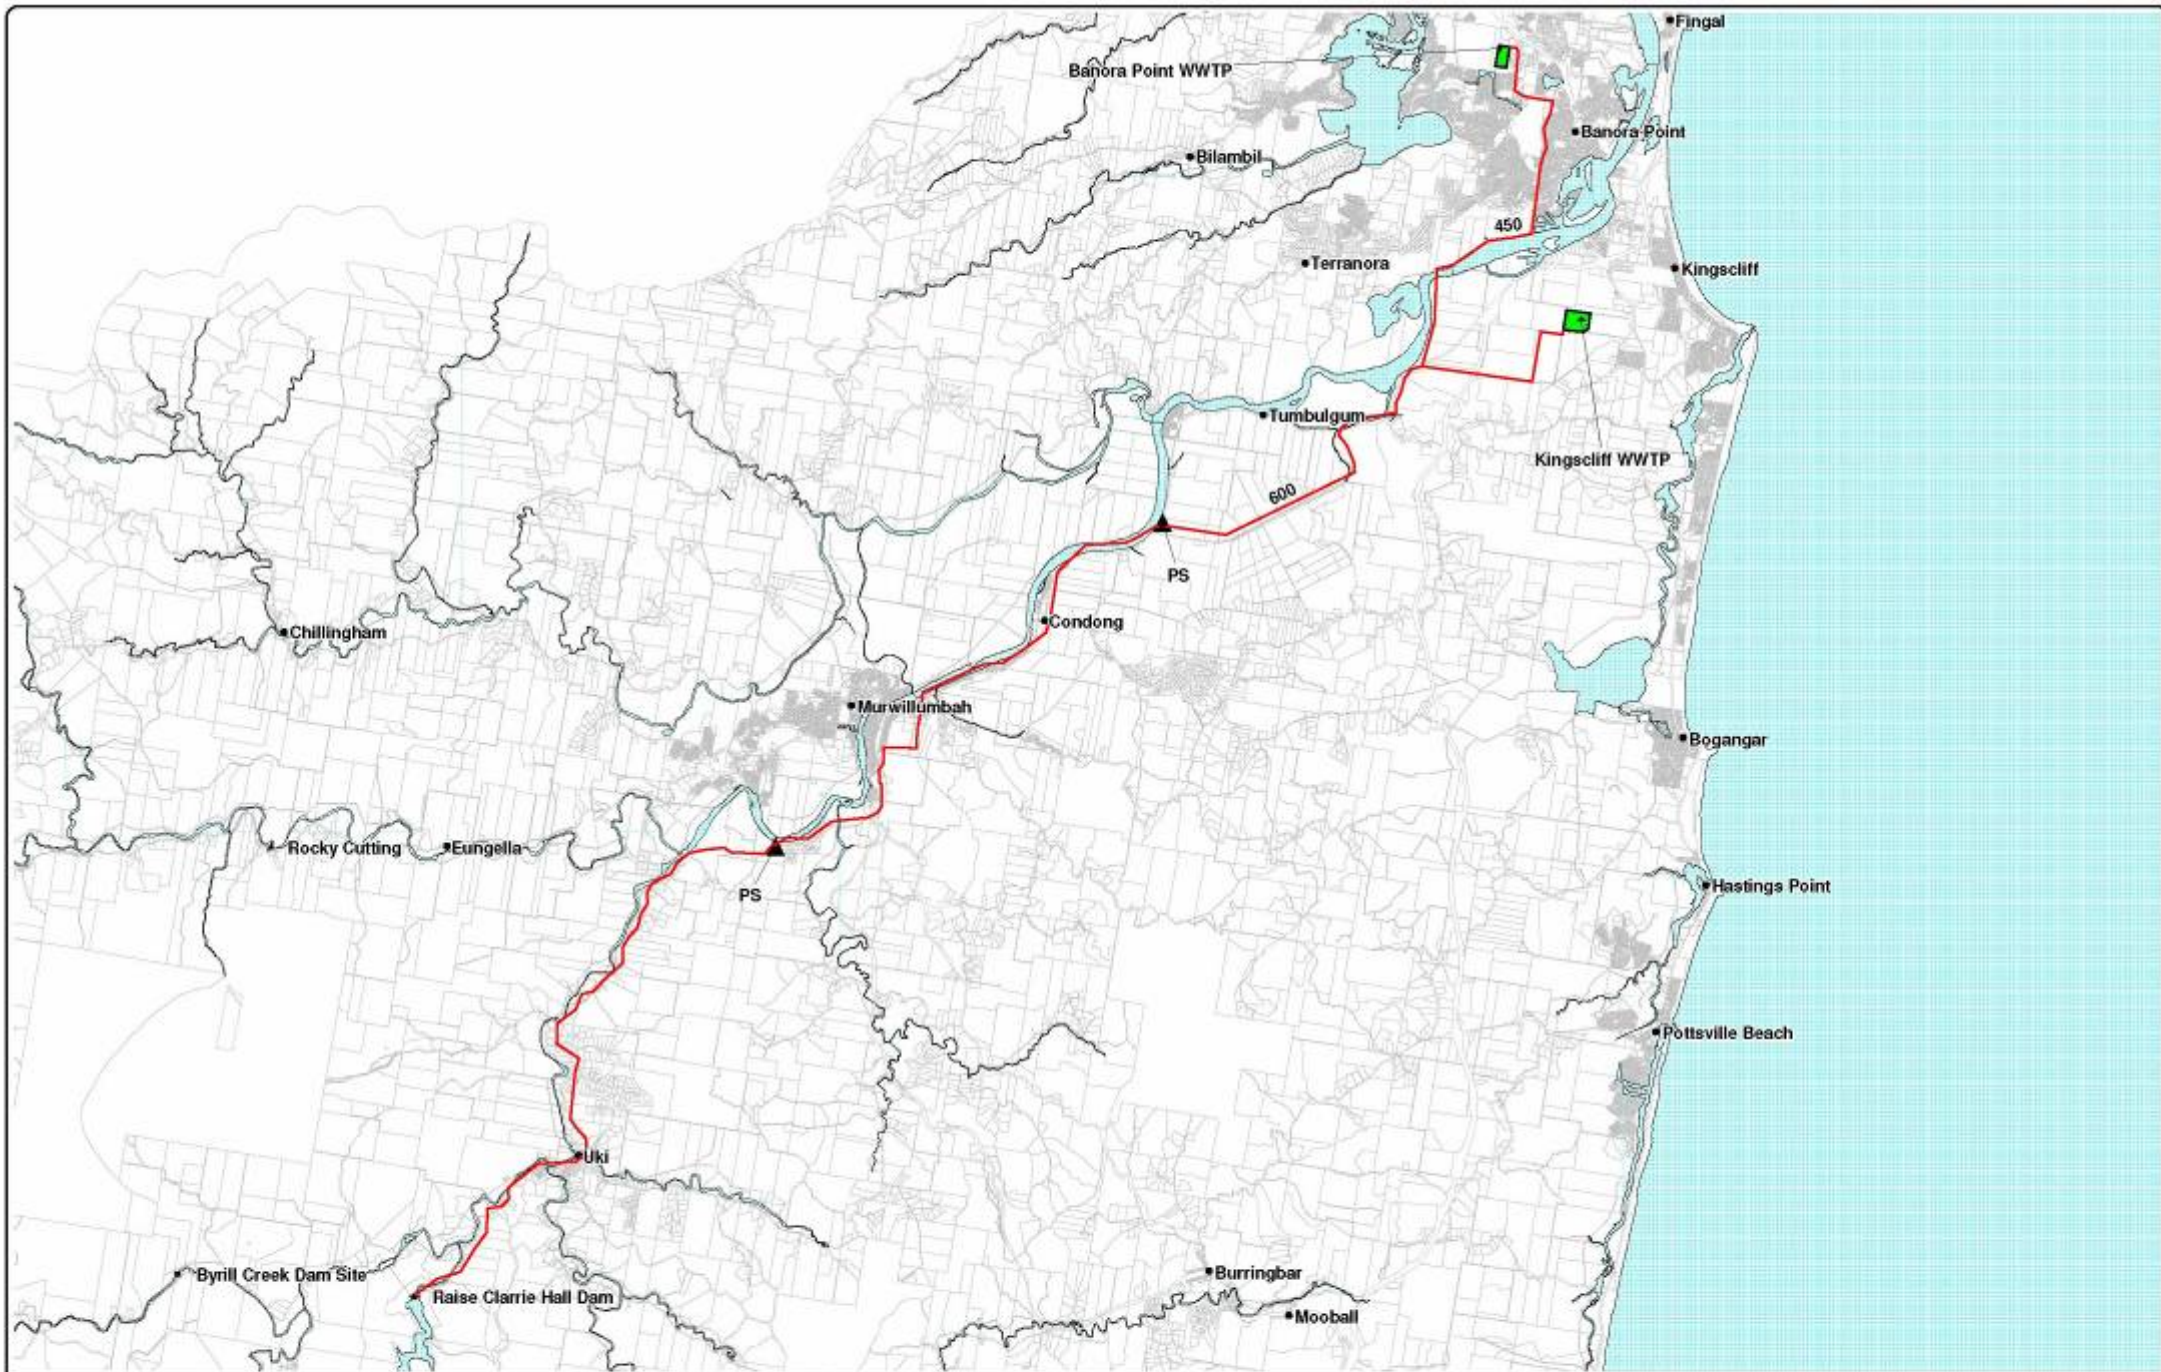 Fingal
Banora Point WWTP
Banora Point
Bilambil
450
Terranora
Kingscliff
Tumbulgum
Kingscliff WWTP
600
PS
Condong
Chillingham
Murwillumbah
Bogangar
Rocky Cutting
Eungella
PS
Hastings Point
Pottsville Beach
Uki
Byrill Creek Dam Site
Raise Clarrie Hall Dam
Burringbar
Mooball